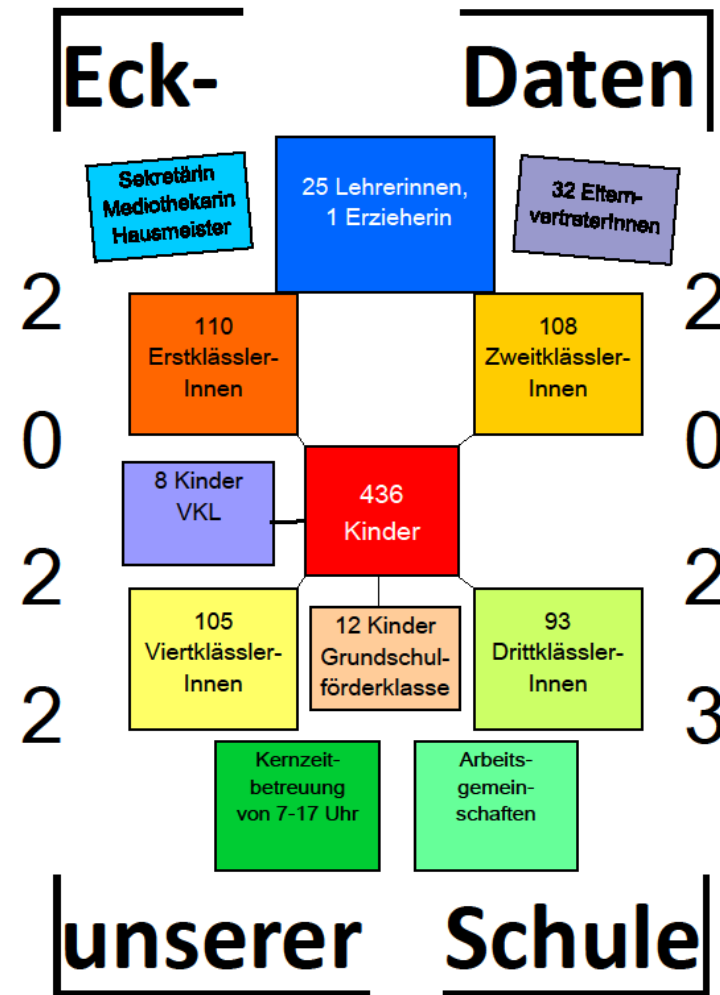 Eck- Daten
Sekretärin
Mediothekarin
Hausmeister
25 Lehrerinnen,
1 Erzieherin
32 Eltern-
vertreterInnen
2
0
2
2
2
0
2
3
110
Erstklässler-
Innen
108
Zweitklässler-
Innen
8 Kinder
VKL
436
Kinder
105
Viertklässler-
Innen
12 Kinder
Grundschul-
förderklasse
93
Drittklässler-
Innen
Kernzeit-
betreuung
von 7-17 Uhr
Arbeits-
gemein-
schaften
unserer Schule